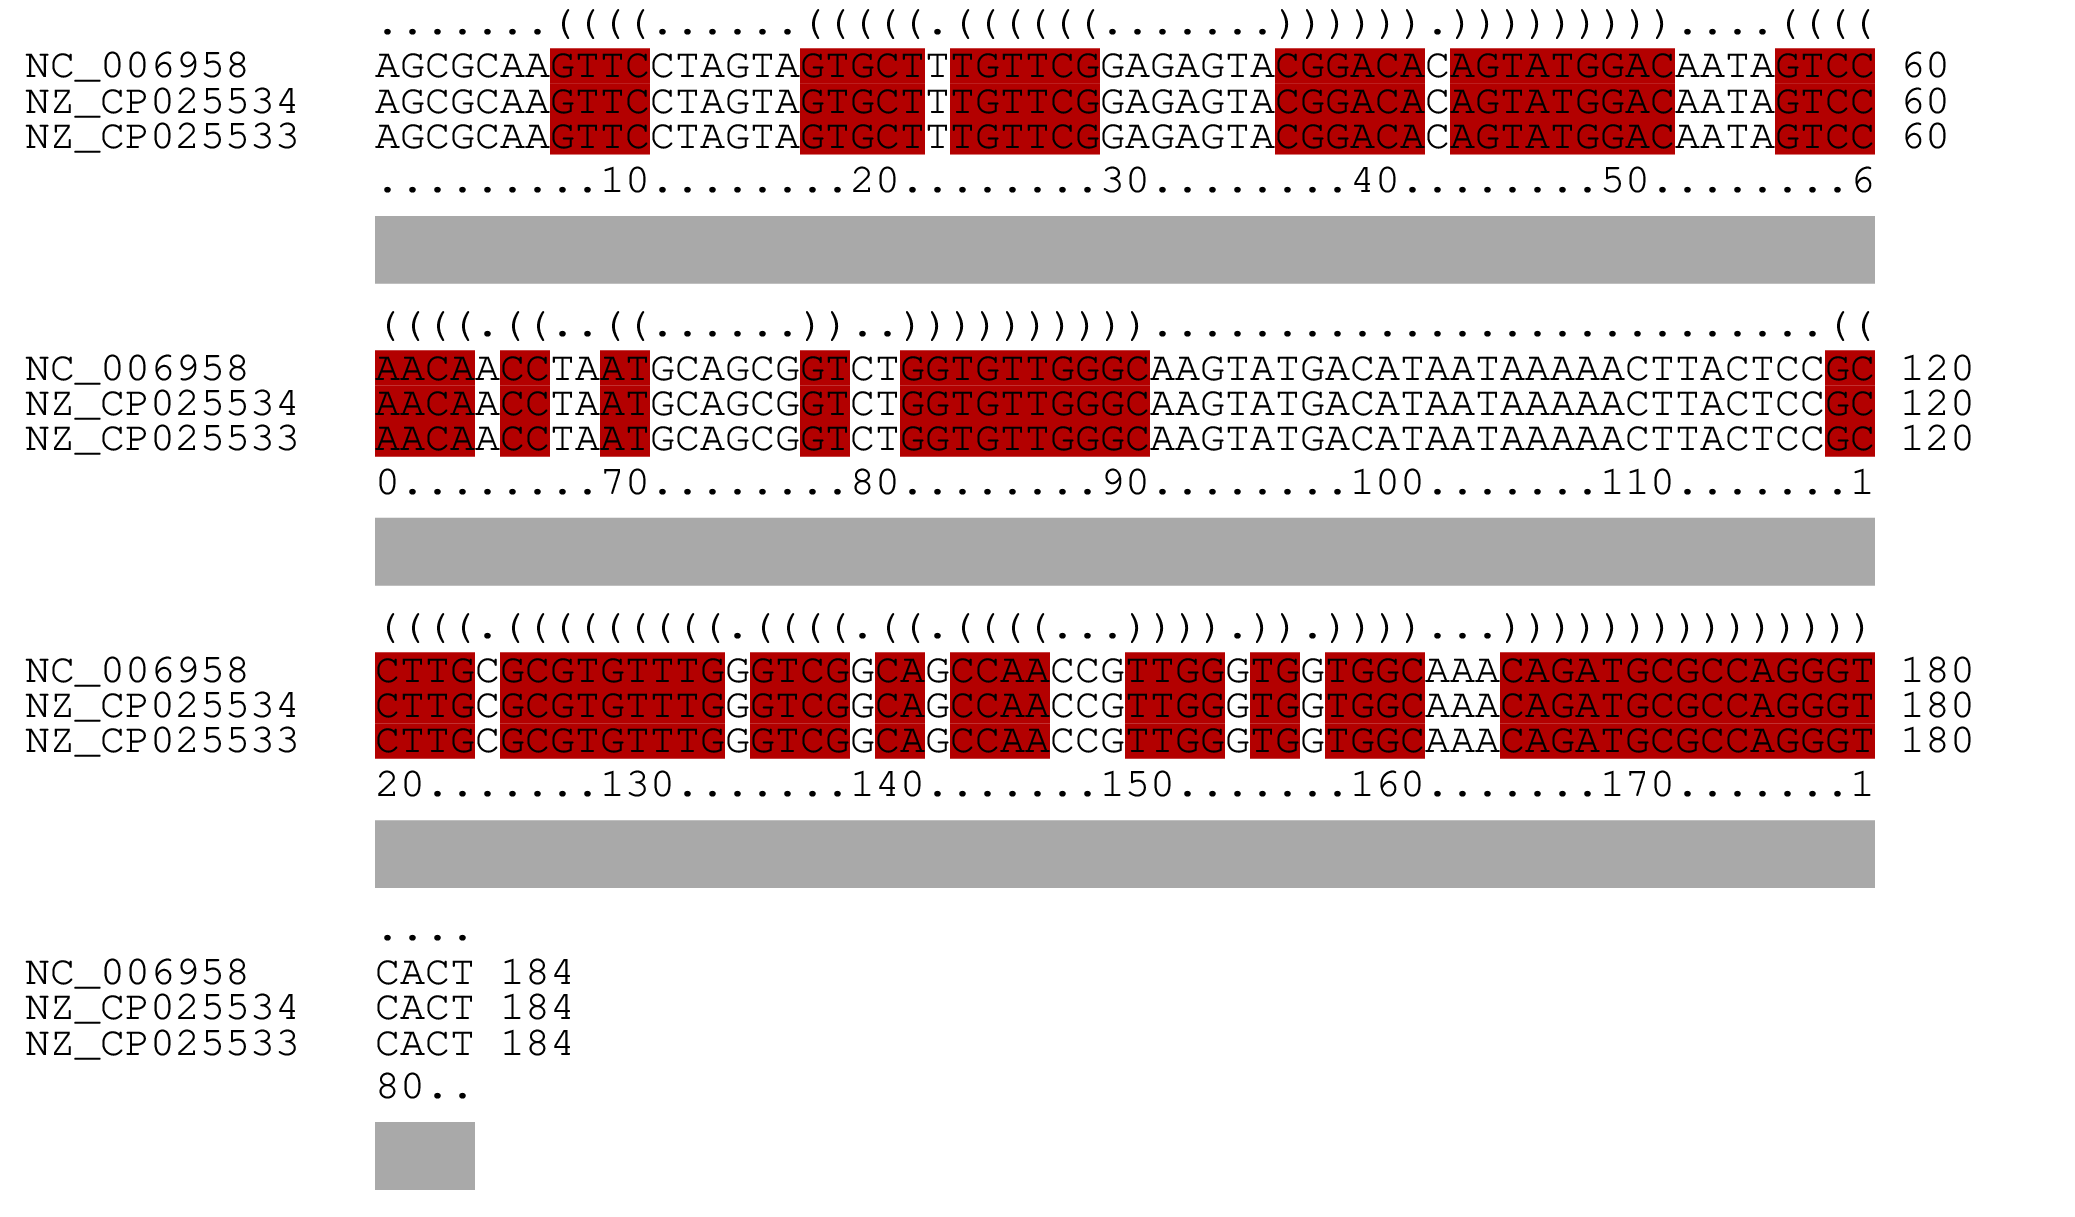 .......((((......(((((.((((((.......)))))).)))))))))....((((
NC_006958 AGCGCAAGTTCCTAGTAGTGCTTTGTTCGGAGAGTACGGACACAGTATGGACAATAGTCC 60
NZ_CP025534 AGCGCAAGTTCCTAGTAGTGCTTTGTTCGGAGAGTACGGACACAGTATGGACAATAGTCC 60
NZ_CP025533 AGCGCAAGTTCCTAGTAGTGCTTTGTTCGGAGAGTACGGACACAGTATGGACAATAGTCC 60
.........10........20........30........40........50........6
((((.((..((......))..))))))))))...........................((
NC_006958 AACAACCTAATGCAGCGGTCTGGTGTTGGGCAAGTATGACATAATAAAAACTTACTCCGC 120
NZ_CP025534 AACAACCTAATGCAGCGGTCTGGTGTTGGGCAAGTATGACATAATAAAAACTTACTCCGC 120
NZ_CP025533 AACAACCTAATGCAGCGGTCTGGTGTTGGGCAAGTATGACATAATAAAAACTTACTCCGC 120
0........70........80........90........100.......110.......1
((((.(((((((((.((((.((.((((...)))).)).))))...)))))))))))))))
NC_006958 CTTGCGCGTGTTTGGGTCGGCAGCCAACCGTTGGGTGGTGGCAAACAGATGCGCCAGGGT 180
NZ_CP025534 CTTGCGCGTGTTTGGGTCGGCAGCCAACCGTTGGGTGGTGGCAAACAGATGCGCCAGGGT 180
NZ_CP025533 CTTGCGCGTGTTTGGGTCGGCAGCCAACCGTTGGGTGGTGGCAAACAGATGCGCCAGGGT 180
20.......130.......140.......150.......160.......170.......1
....
NC_006958 CACT 184
NZ_CP025534 CACT 184
NZ_CP025533 CACT 184
80..